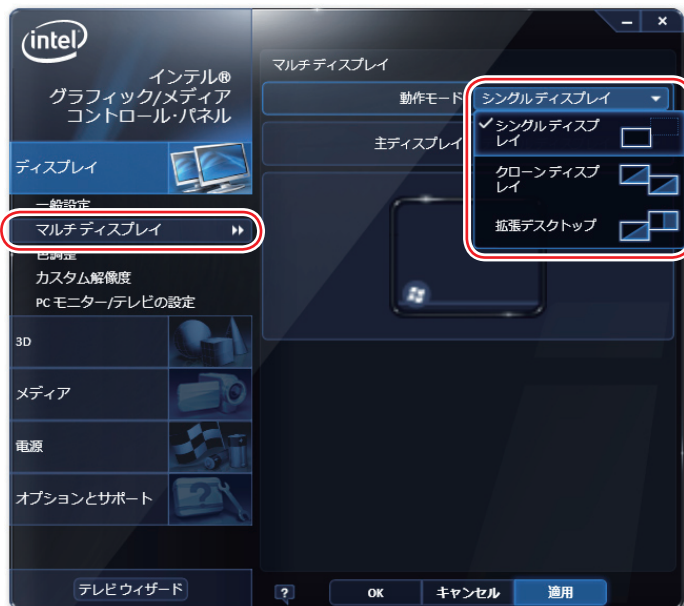 intel
インテル®
グラフィック/メディア
コントロール･パネル
ディスプレイ
一般設定
マルチ ディスプレイ
色調整
カスタム解像度
PC モニター/テレビの設定
3D
メディア
電源
オプションとサポート
テレビ ウィザード
マルチ ディスプレイ
動作モード
シングル ディスプレイ
シングル ディスプ
レイ
クローン ディスプ
レイ
拡張デスクトップ
主ディスプレイ
?
OK
キャンセル
適用